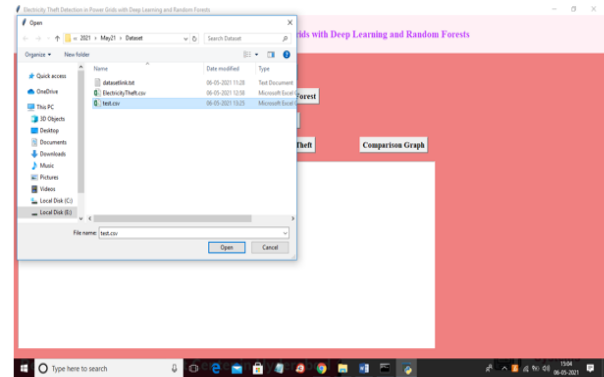 Electricity Theft Detection in Power Grids with Deep Learning and Random Forests
Open
rids with Deep Learning and Random Forests
« 2021 › May21 › Dataset
Search Dataset
Organize
New folder
Name
Date modified
Type
Quick access
OneDrive
This PC
3D Objects
Desktop
Documents
Downloads
Music
Pictures
Videos
Local Disk (C:)
Local Disk (E:)
datasetlink.txt
06-05-2021 11:28
Text Document
ElectricityTheft.csv
06-05-2021 12:58
Microsoft Excel
test.csv
06-05-2021 13:25
Microsoft Excel
Forest
Theft
Comparison Graph
File name:
test.csv
Open
Cancel
Type here to search
15:04
06-05-2021